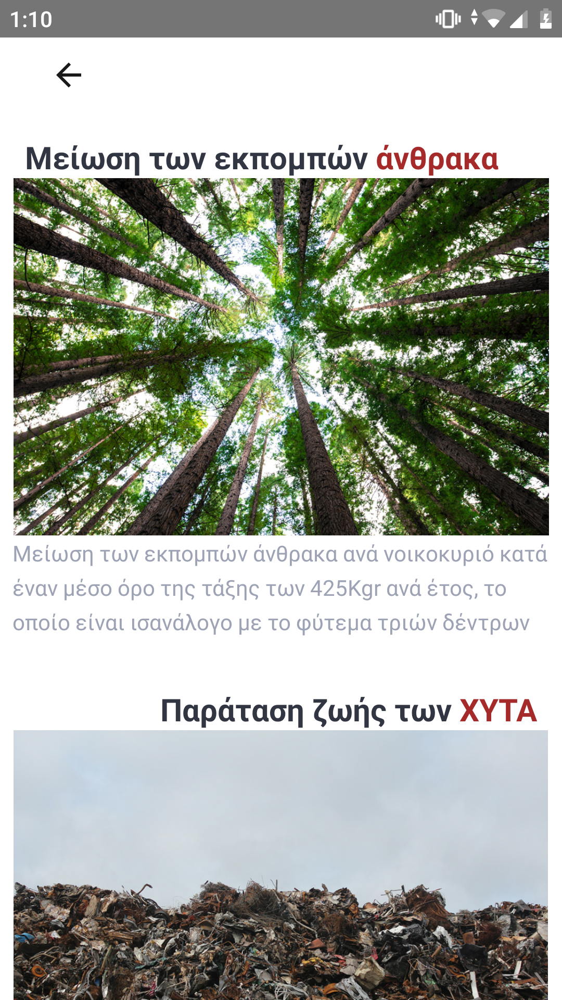 1:10
Μείωση των εκπομπών άνθρακα
Μείωση των εκπομπών άνθρακα ανά νοικοκυριό κατά
έναν μέσο όρο της τάξης των 425Kgr ανά έτος, το
οποίο είναι ισανάλογο με το φύτεμα τριών δέντρων
Παράταση ζωής των ΧΥΤΑ